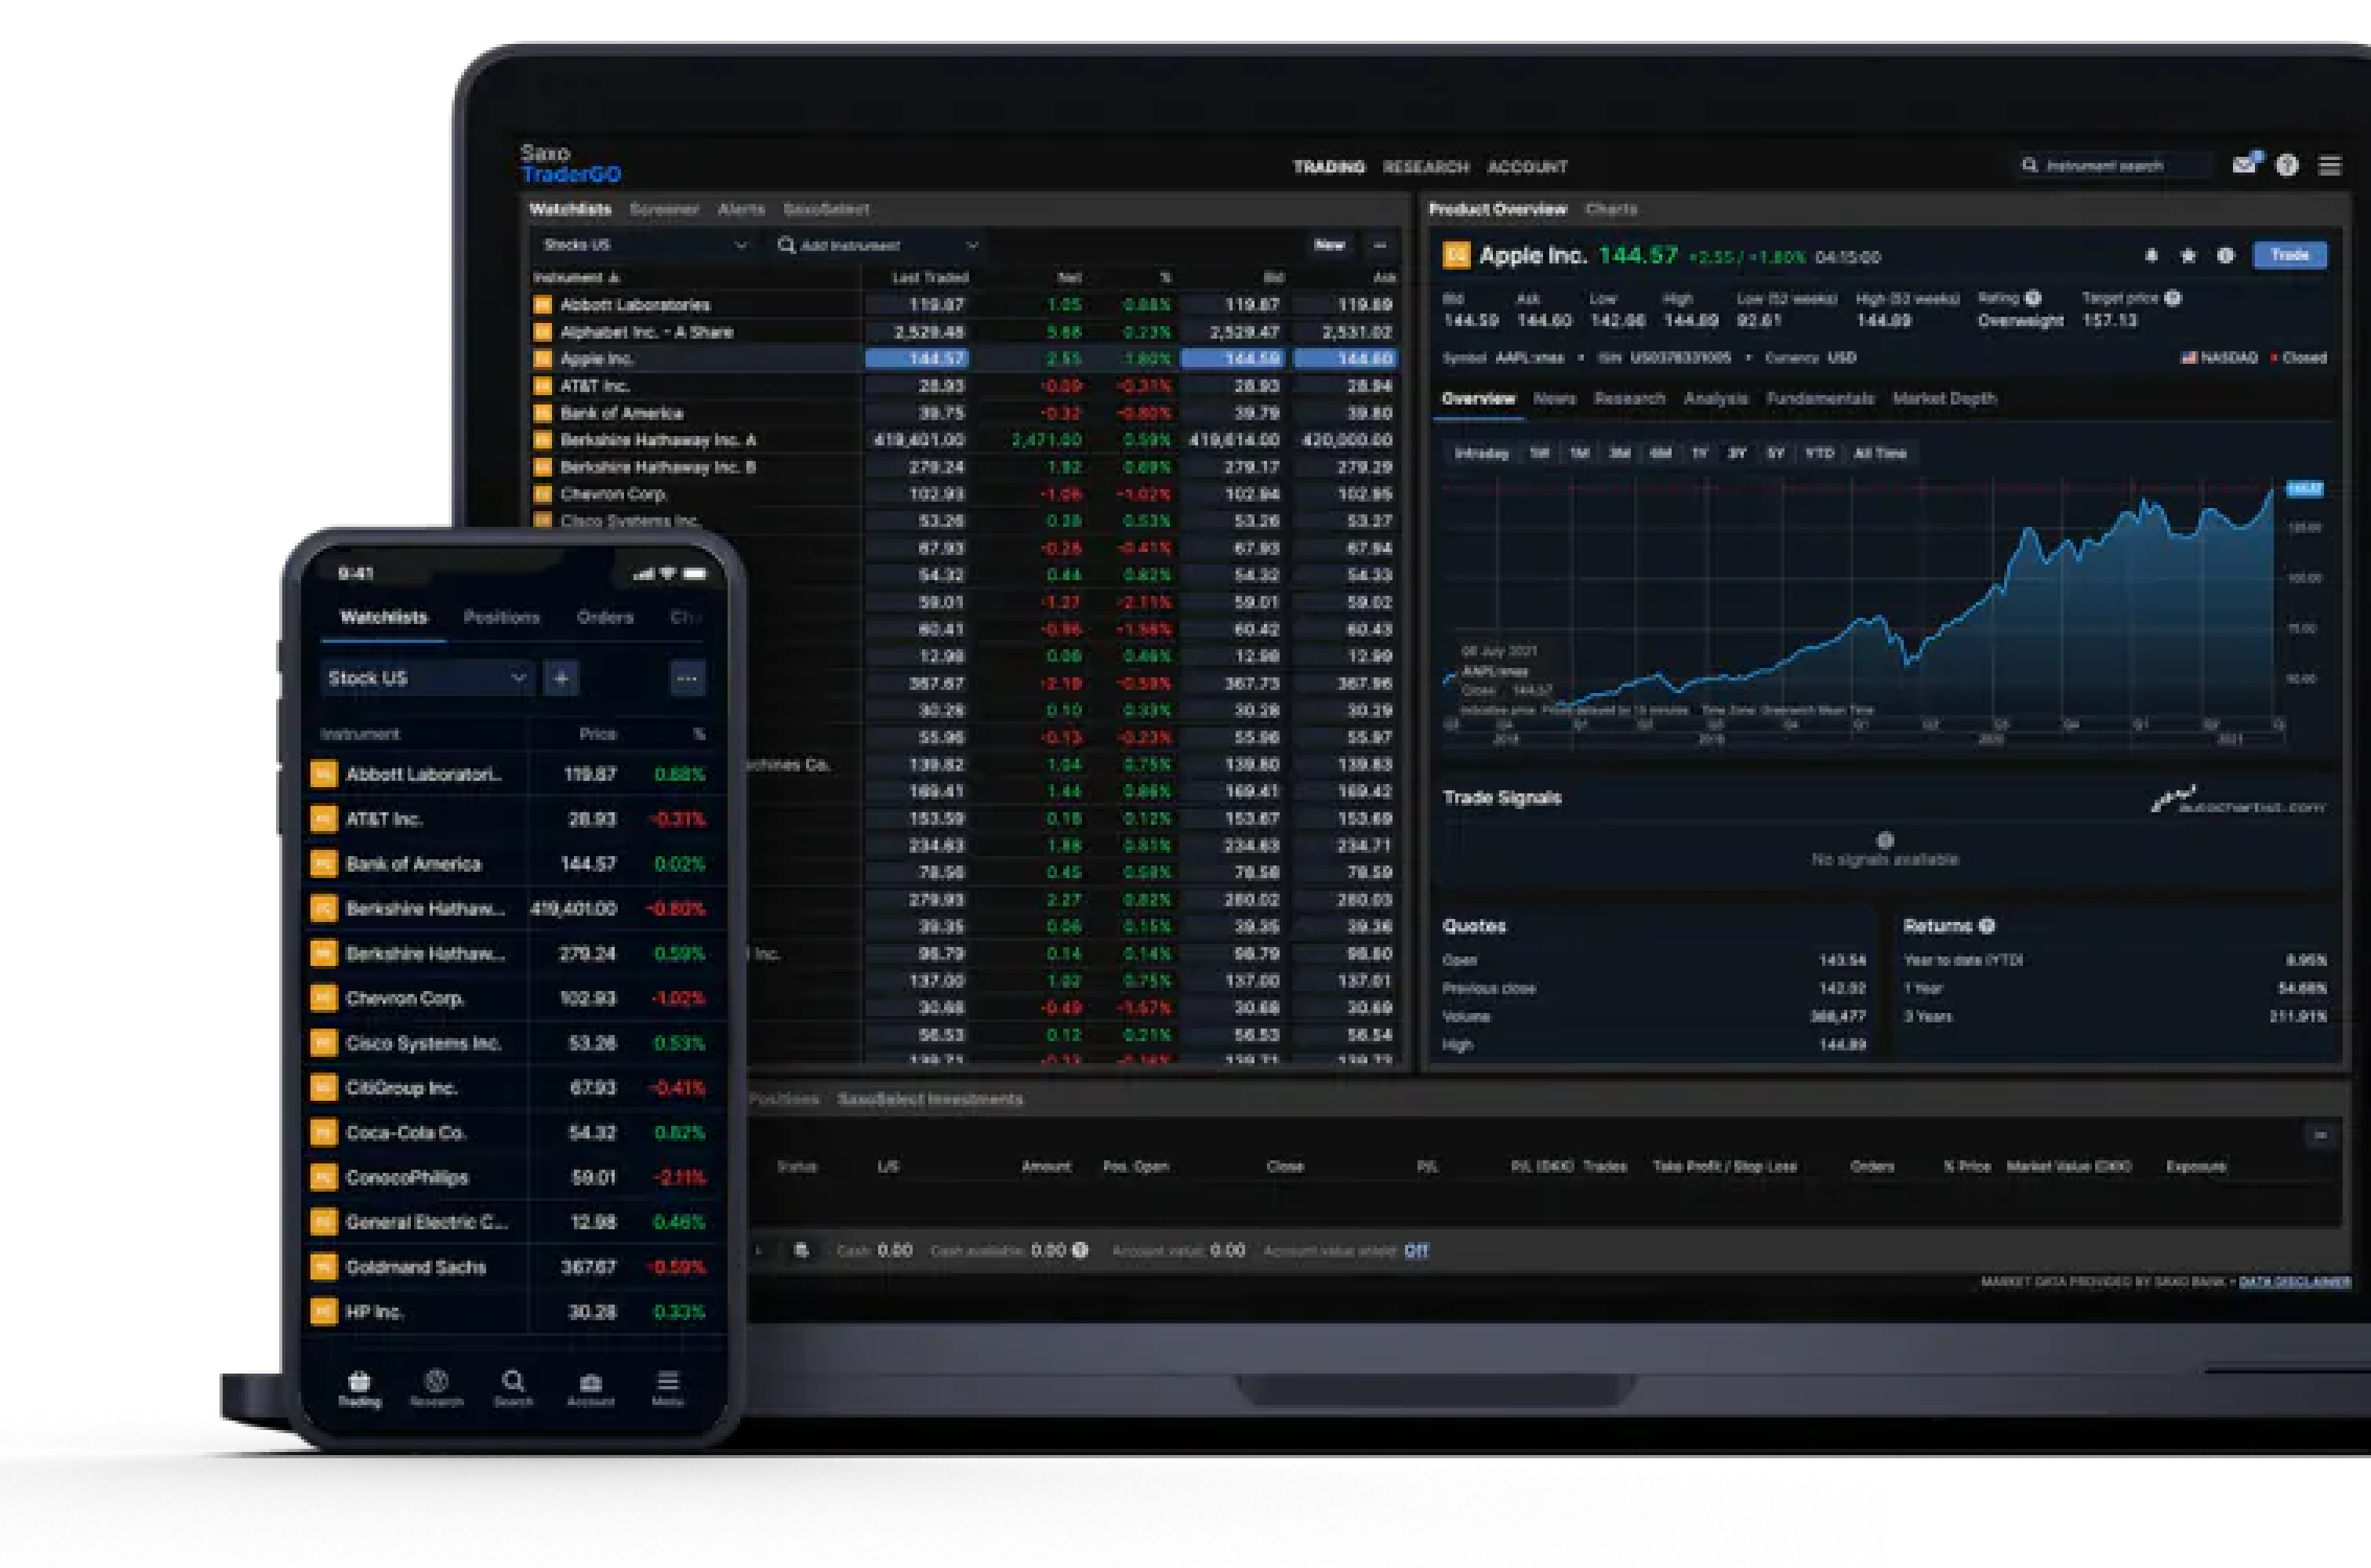 Saxo
TraderGO
TRADING RESEARCH ACCOUNT
Instrument search
Watchlists Screener Alerts SaxoSelect
Stocks US Add Instrument New
Instrument Last Traded Net % Bid Ask
Abbott Laboratories 119.87 1.05 0.88% 119.87 119.89
Alphabet Inc. - A Share 2,529.48 5.88 0.23% 2,529.47 2,531.02
Apple Inc. 144.57 2.55 1.80% 144.59 144.60
AT&T Inc. 28.93 -0.09 -0.31% 28.93 28.94
Bank of America 39.75 -0.32 -0.80% 39.79 39.80
Berkshire Hathaway Inc. A 419,401.00 2,471.00 0.59% 419,614.00 420,000.00
Berkshire Hathaway Inc. B 279.24 1.92 0.69% 279.17 279.29
Chevron Corp. 102.93 -1.06 -1.02% 102.94 102.95
Cisco Systems Inc. 53.26 0.28 0.53% 53.26 53.27
67.93 -0.28 -0.41% 67.93 67.94
54.32 0.44 0.82% 54.32 54.33
59.01 -1.27 -2.11% 59.01 59.02
60.41 -0.96 60.42 60.43
12.98 0.06 0.46% 12.98 12.99
367.67 -2.19 -0.59% 367.73 367.96
30.28 0.10 0.33% 30.28 30.29
55.96 -0.13 -0.23% 55.96 55.97
achines Co. 139.82 1.04 0.75% 139.80 139.83
169.41 1.44 0.86% 169.41 169.42
153.59 0.18 0.12% 153.67 153.69
234.63 1.88 0.81% 234.63 234.71
78.56 0.45 78.58 78.59
279.93 2.27 0.82% 280.02 280.03
39.35 0.06 0.15% 39.35 39.36
Inc. 98.79 0.14 0.14% 98.79 98.80
137.00 1.02 0.75% 137.00 137.01
30.68 -0.49 -1.57% 30.68 30.69
56.53 0.12 0.21% 56.53 56.54
Product Overview Charts
Apple Inc. 144.57 +2.55 / +1.80% 04:15:00
Trade
Bid Ask Low High Low (52 weeks) High (52 weeks) Rating Target price
144.59 144.60 142.66 144.89 92.61 144.89 Overweight 157.13
Symbol AAPL:xnas • ISIN US0378331005 • Currency USD NASDAQ • Closed
Overview News Research Analysis Fundamentals Market Depth
Intraday 1W 1M 3M 6M 1Y 3Y 5Y YTD All Time
125.00
100.00
75.00
50.00
AAPL:xnas
Close 144.57
Indicative price. Prices delayed by 15 minutes Time Zone: Greenwich Mean Time
2018 2019 2020 2021
Trade Signals autochartist.com
No signals available
Quotes
Open 143.54
Previous close
Volume
High 144.89
Returns
Year to date (YTD) 8.95%
1 Year 54.68%
3 Years 211.91%
Positions SaxoSelect Investments
Status L/S Amount Pos. Open Close P/L P/L (DKK) Trades Take Profit / Stop Loss Orders % Price Market Value (DKK) Exposure
Cash: 0.00 Cash available: 0.00 Account value: 0.00 Account value shield: Off
MARKET DATA PROVIDED BY SAXO BANK - DATA DISCLAIMER
9:41
Watchlists Positions Orders Ch
Stock US
Instrument Price %
Abbott Laboratori... 119.87 0.88%
AT&T Inc. 28.93 -0.31%
Bank of America 144.57 0.02%
Berkshire Hathaw... 419,401.00 -0.80%
Berkshire Hathaw... 279.24 0.59%
Chevron Corp. 102.93 -1.02%
Cisco Systems Inc. 53.26 0.53%
CitiGroup Inc. 67.93 -0.41%
Coca-Cola Co. 54.32 0.82%
ConocoPhillips 59.01 -2.11%
General Electric C... 12.98 0.46%
Goldmand Sachs 367.67 -0.59%
HP Inc. 30.28 0.33%
Trading Research Search Account Menu